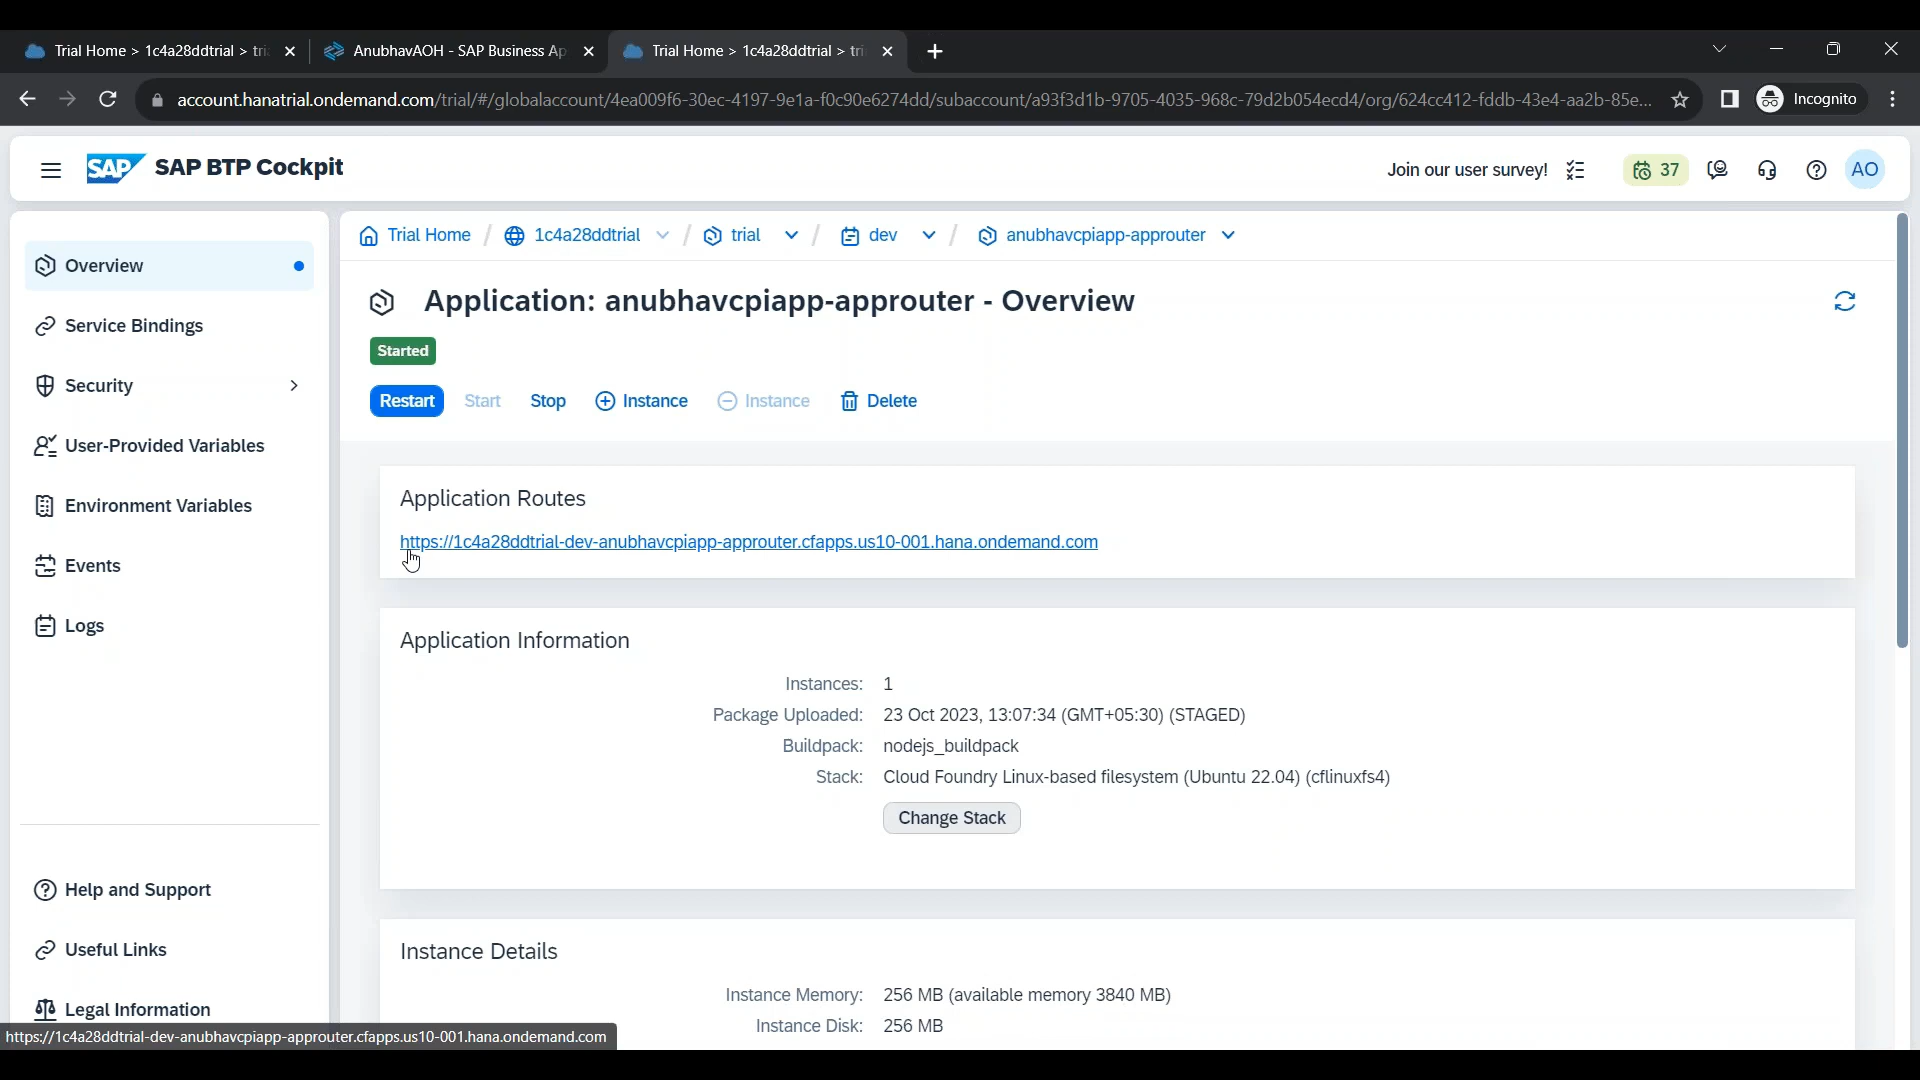 Trial Home > 1c4a28ddtrial > tri
AnubhavAOH - SAP Business Ap
Trial Home > 1c4a28ddtrial > tri
account.hanatrial.ondemand.com/trial/#/globalaccount/4ea009f6-30ec-4197-9e1a-f0c90e6274dd/subaccount/a93f3d1b-9705-4035-968c-79d2b054ecd4/org/624cc412-fddb-43e4-aa2b-85e...
Incognito
SAP SAP BTP Cockpit
Join our user survey!
37
AO
Overview
Service Bindings
Security
User-Provided Variables
Environment Variables
Events
Logs
Help and Support
Useful Links
Legal Information
Trial Home / 1c4a28ddtrial / trial / dev / anubhavcpiapp-approuter
Application: anubhavcpiapp-approuter - Overview
Started
Restart Start Stop Instance Instance Delete
Application Routes
https://1c4a28ddtrial-dev-anubhavcpiapp-approuter.cfapps.us10-001.hana.ondemand.com
Application Information
Instances: 1
Package Uploaded: 23 Oct 2023, 13:07:34 (GMT+05:30) (STAGED)
Buildpack: nodejs_buildpack
Stack: Cloud Foundry Linux-based filesystem (Ubuntu 22.04) (cflinuxfs4)
Change Stack
Instance Details
Instance Memory: 256 MB (available memory 3840 MB)
Instance Disk: 256 MB
https://1c4a28ddtrial-dev-anubhavcpiapp-approuter.cfapps.us10-001.hana.ondemand.com